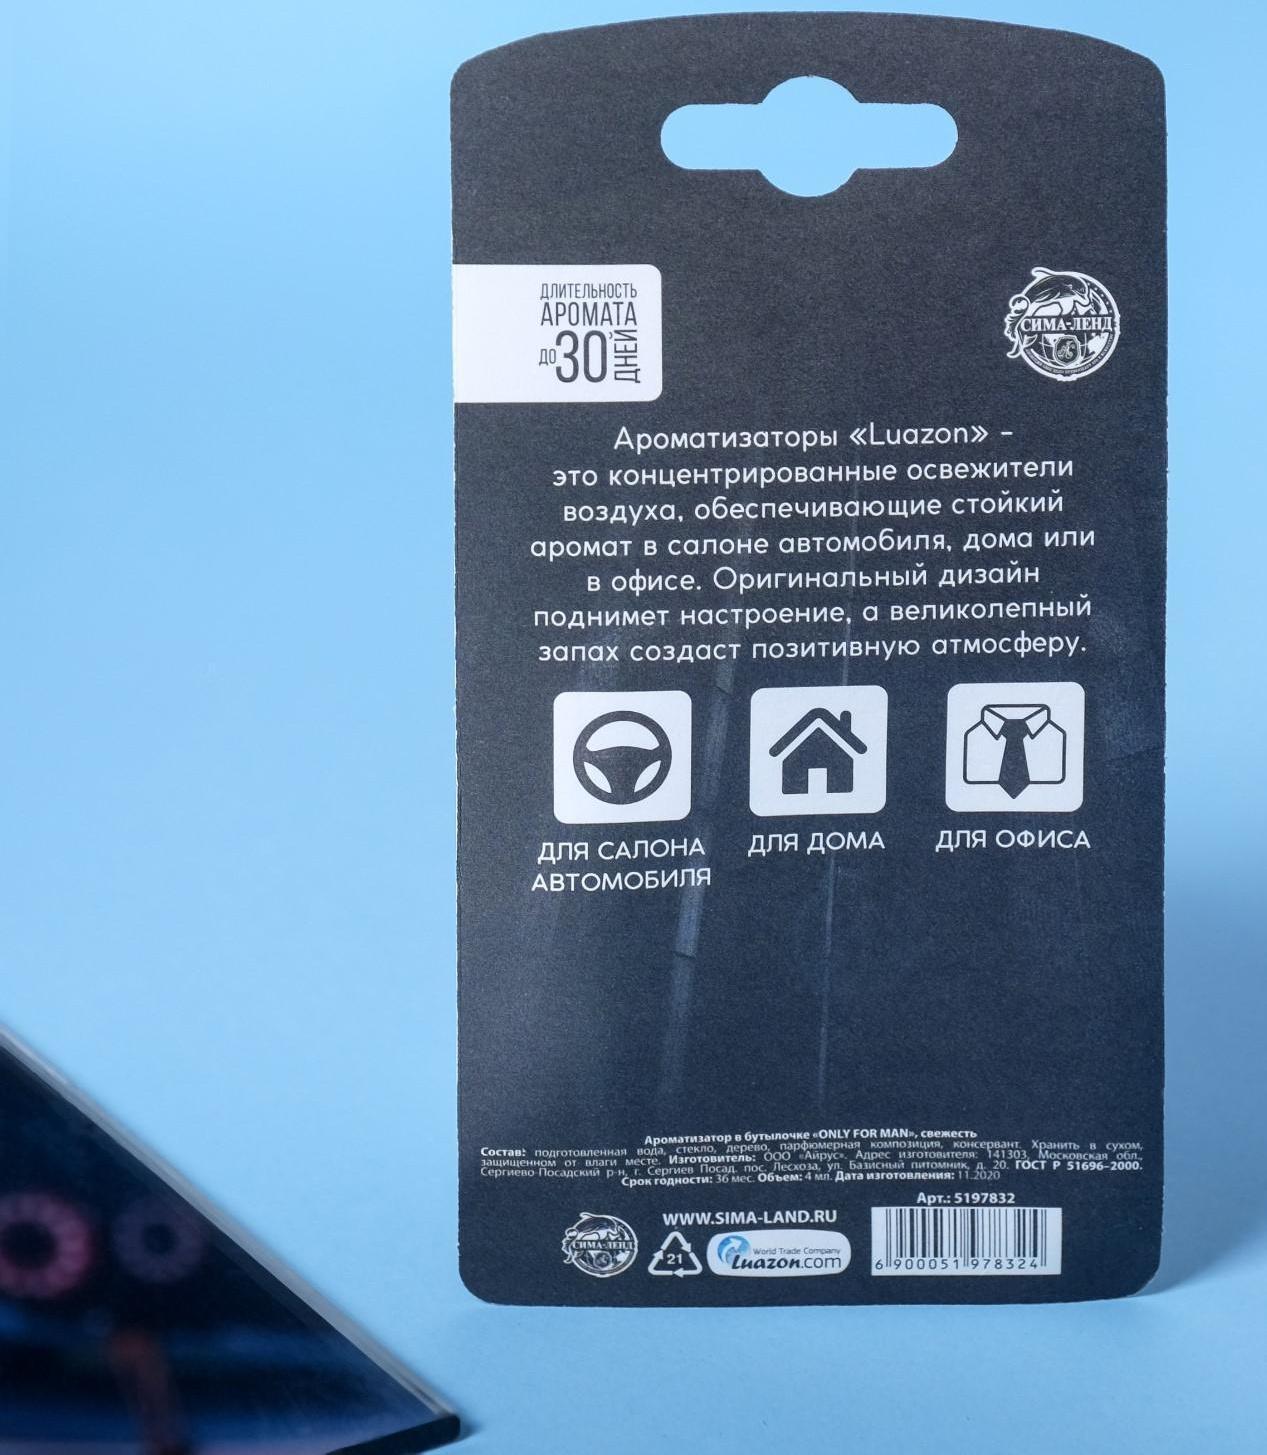 ДЛИТЕЛЬНОСТЬ
АРОМАТА
ДО 30 ДНЕЙ
СИМА-ЛЕНД
Ароматизаторы «Luazon» -
это концентрированные освежители
воздуха, обеспечивающие стойкий
аромат в салоне автомобиля, дома или
в офисе. Оригинальный дизайн
поднимет настроение, а великолепный
запах создаст позитивную атмосферу.
ДЛЯ САЛОНА
АВТОМОБИЛЯ
ДЛЯ ДОМА
ДЛЯ ОФИСА
Ароматизатор в бутылочке «ONLY FOR MAN», свежесть
Состав: подготовленная вода, стекло, дерево, парфюмерная композиция, консервант. Хранить в сухом,
защищенном от влаги месте. Изготовитель: ООО «Айрус». Адрес изготовителя: 141303, Московская обл.,
Сергиево-Посадский р-н, г. Сергиев Посад. пос. Лесхоза, ул. Базисный питомник, д. 20. ГОСТ Р 51696-2000.
Срок годности: 36 мес. Объем: 4 мл. Дата изготовления: 11.2020
Арт.: 5197832
СИМА-ЛЕНД
21
WWW.SIMA-LAND.RU
World Trade Company
Luazon.com
6 900051 978324